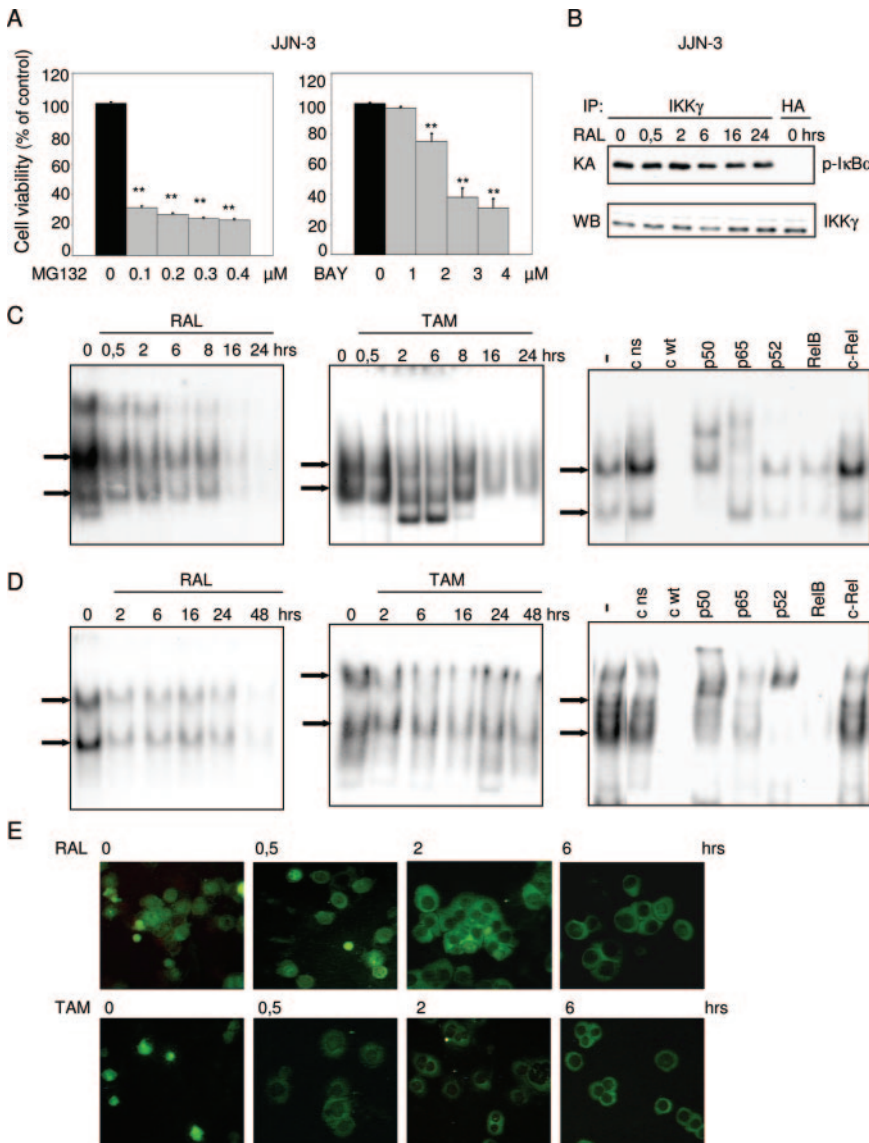 A
JJN-3
Cell viability (% of control)
120
100
80
60
40
20
0
**
**
**
**
MG132
0
0.1
0.2
0.3
0.4
μM
120
100
80
60
40
20
0
**
**
**
BAY
0
1
2
3
4
μM
B
JJN-3
IP:
IKKγ
HA
RAL
0
0,5
2
6
16
24
0 hrs
KA
p-IκBα
WB
IKKγ
C
RAL
0
0,5
2
6
8
16
24 hrs
TAM
0
0,5
2
6
8
16
24 hrs
–
c ns
c wt
p50
p65
p52
RelB
c-Rel
D
RAL
0
2
6
16
24
48 hrs
TAM
0
2
6
16
24
48 hrs
–
c ns
c wt
p50
p65
p52
RelB
c-Rel
E
RAL
0
0,5
2
6
hrs
TAM
0
0,5
2
6
hrs